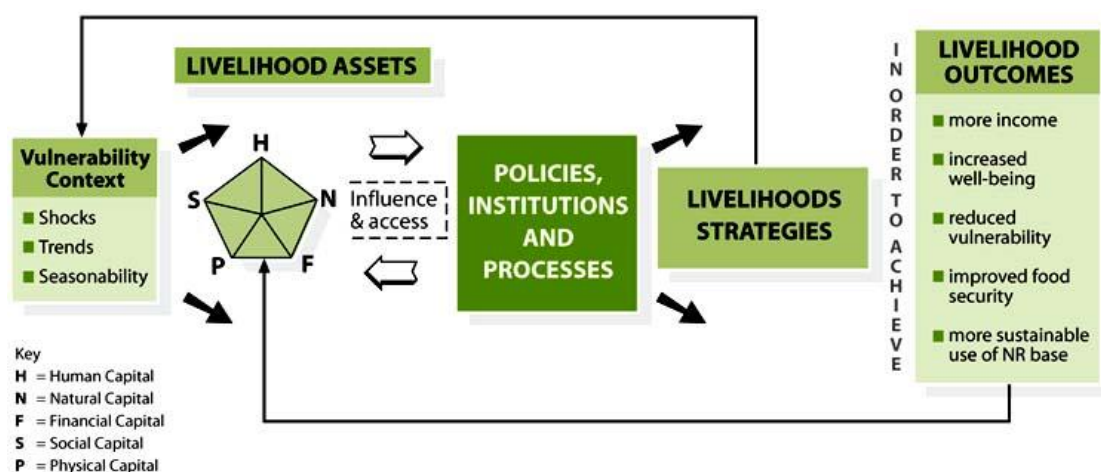 LIVELIHOOD ASSETS
Vulnerability
Context
Shocks
Trends
Seasonability
H
S
N
P
F
Influence
& access
POLICIES,
INSTITUTIONS
AND
PROCESSES
LIVELIHOODS
STRATEGIES
IN ORDER TO ACHIEVE
LIVELIHOOD
OUTCOMES
more income
increased
well-being
reduced
vulnerability
improved food
security
more sustainable
use of NR base
Key
H = Human Capital
N = Natural Capital
F = Financial Capital
S = Social Capital
P = Physical Capital